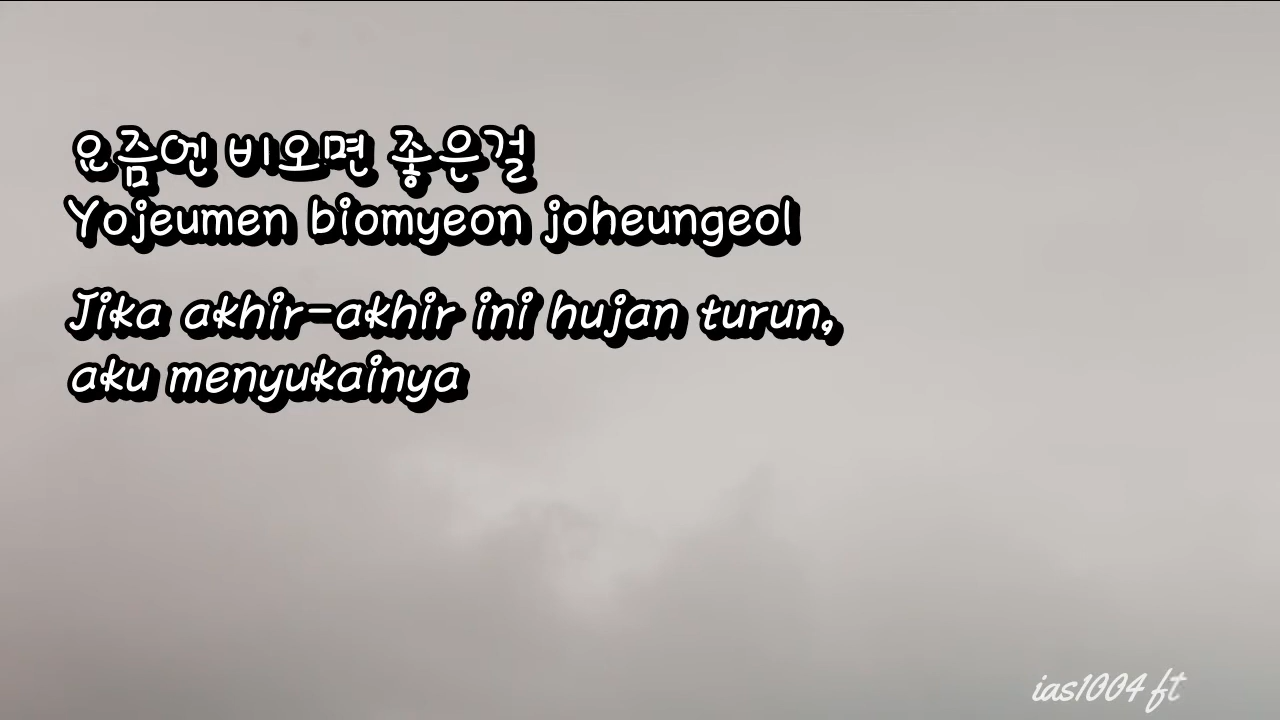 요즘엔 비오면 좋은걸
Yojeumen biomyeon joheungeol
Jika akhir-akhir ini hujan turun,
aku menyukainya
ias1004 ft